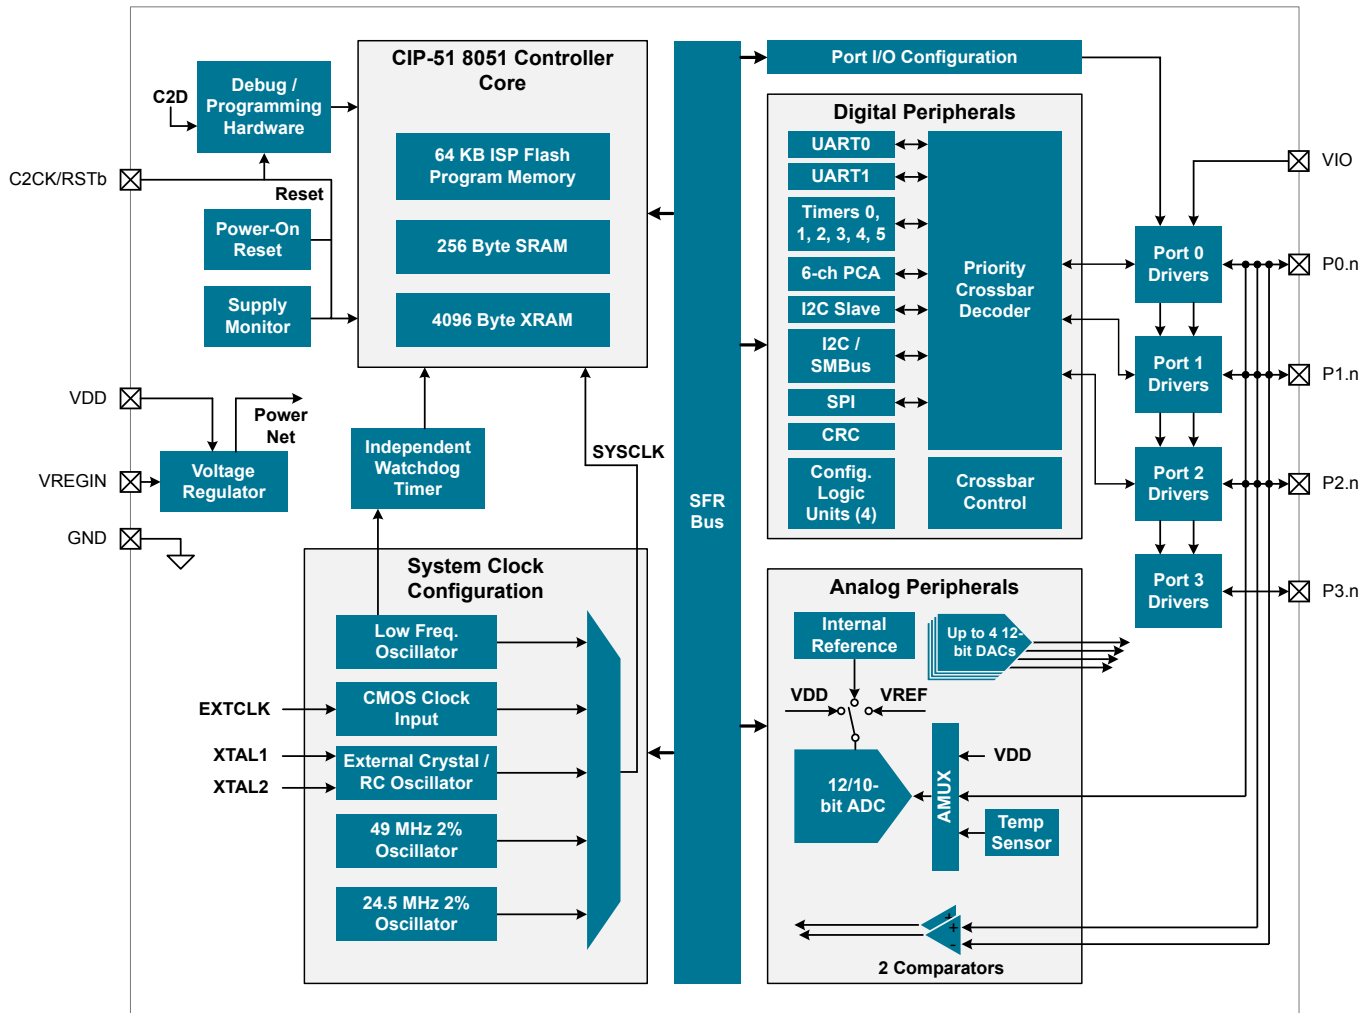 CIP-51 8051 Controller
Core
64 KB ISP Flash
Program Memory
256 Byte SRAM
4096 Byte XRAM
Debug /
Programming
Hardware
C2D
C2CK/RSTb
Reset
Power-On
Reset
Supply
Monitor
VDD
Power
Net
VREGIN
Voltage
Regulator
GND
Independent
Watchdog
Timer
SYSCLK
System Clock
Configuration
Low Freq.
Oscillator
CMOS Clock
Input
EXTCLK
XTAL1
XTAL2
External Crystal /
RC Oscillator
49 MHz 2%
Oscillator
24.5 MHz 2%
Oscillator
SFR
Bus
Port I/O Configuration
Digital Peripherals
UART0
UART1
Timers 0,
1, 2, 3, 4, 5
6-ch PCA
I2C Slave
I2C /
SMBus
SPI
CRC
Config.
Logic
Units (4)
Priority
Crossbar
Decoder
Crossbar
Control
Port 0
Drivers
Port 1
Drivers
Port 2
Drivers
Port 3
Drivers
VIO
P0.n
P1.n
P2.n
P3.n
Analog Peripherals
Internal
Reference
Up to 4 12-
bit DACs
VDD
VREF
12/10-
bit ADC
AMUX
VDD
Temp
Sensor
+
+
-
2 Comparators